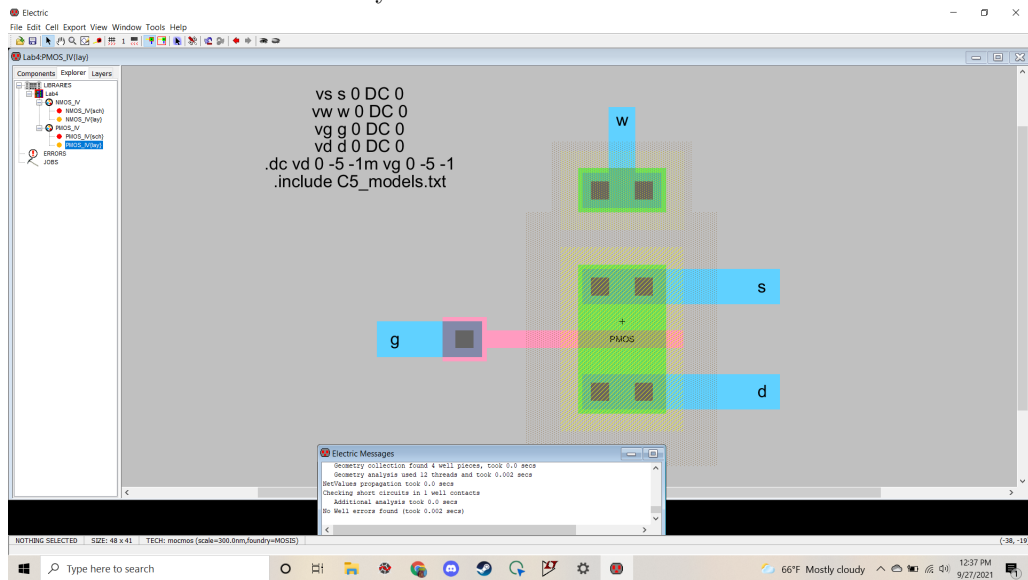 Electric
File Edit Cell Export View Window Tools Help
Lab4:PMOS_IV{lay}
Components Explorer Layers
LIBRARIES
Lab4
NMOS_IV
NMOS_IV{sch}
NMOS_IV{lay}
PMOS_IV
PMOS_IV{sch}
PMOS_IV{lay}
ERRORS
JOBS
vs s 0 DC 0
vw w 0 DC 0
vg g 0 DC 0
vd d 0 DC 0
.dc vd 0 -5 -1m vg 0 -5 -1
.include C5_models.txt
w
s
PMOS
g
d
Electric Messages
Geometry collection found 4 well pieces, took 0.0 secs
Geometry analysis used 12 threads and took 0.002 secs
NetValues propagation took 0.0 secs
Checking short circuits in 1 well contacts
Additional analysis took 0.0 secs
No Well errors found (took 0.002 secs)
NOTHING SELECTED SIZE: 48 x 41 TECH: mocmos (scale=300.0nm,foundry=MOSIS) (-38, -19)
Type here to search
66°F Mostly cloudy
12:37 PM
9/27/2021